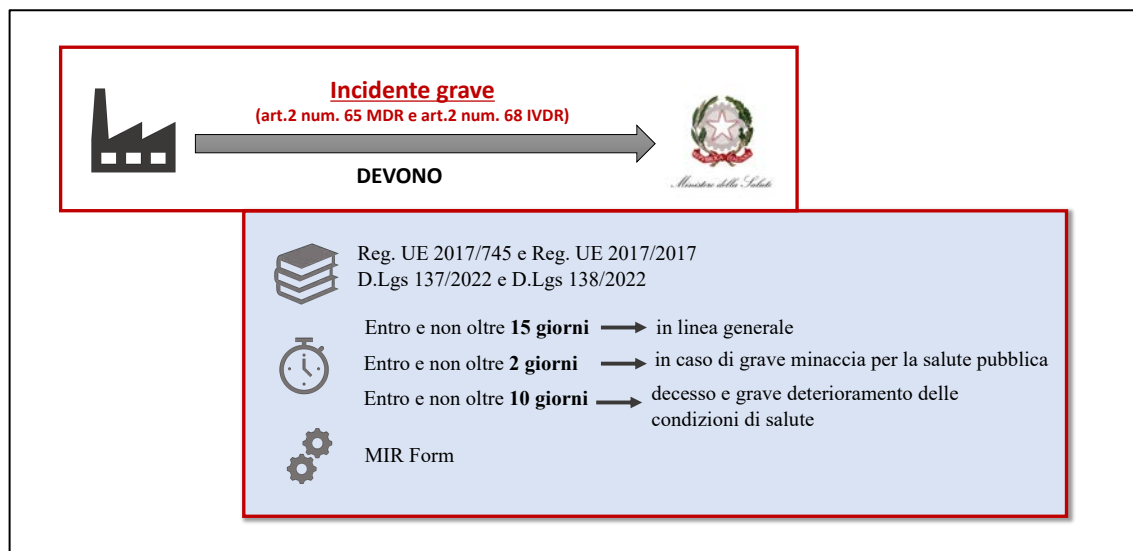 Incidente grave
(art.2 num. 65 MDR e art.2 num. 68 IVDR)
DEVONO
Ministero della Salute
Reg. UE 2017/745 e Reg. UE 2017/2017
D.Lgs 137/2022 e D.Lgs 138/2022
Entro e non oltre 15 giorni in linea generale
Entro e non oltre 2 giorni in caso di grave minaccia per la salute pubblica
Entro e non oltre 10 giorni decesso e grave deterioramento delle
condizioni di salute
MIR Form